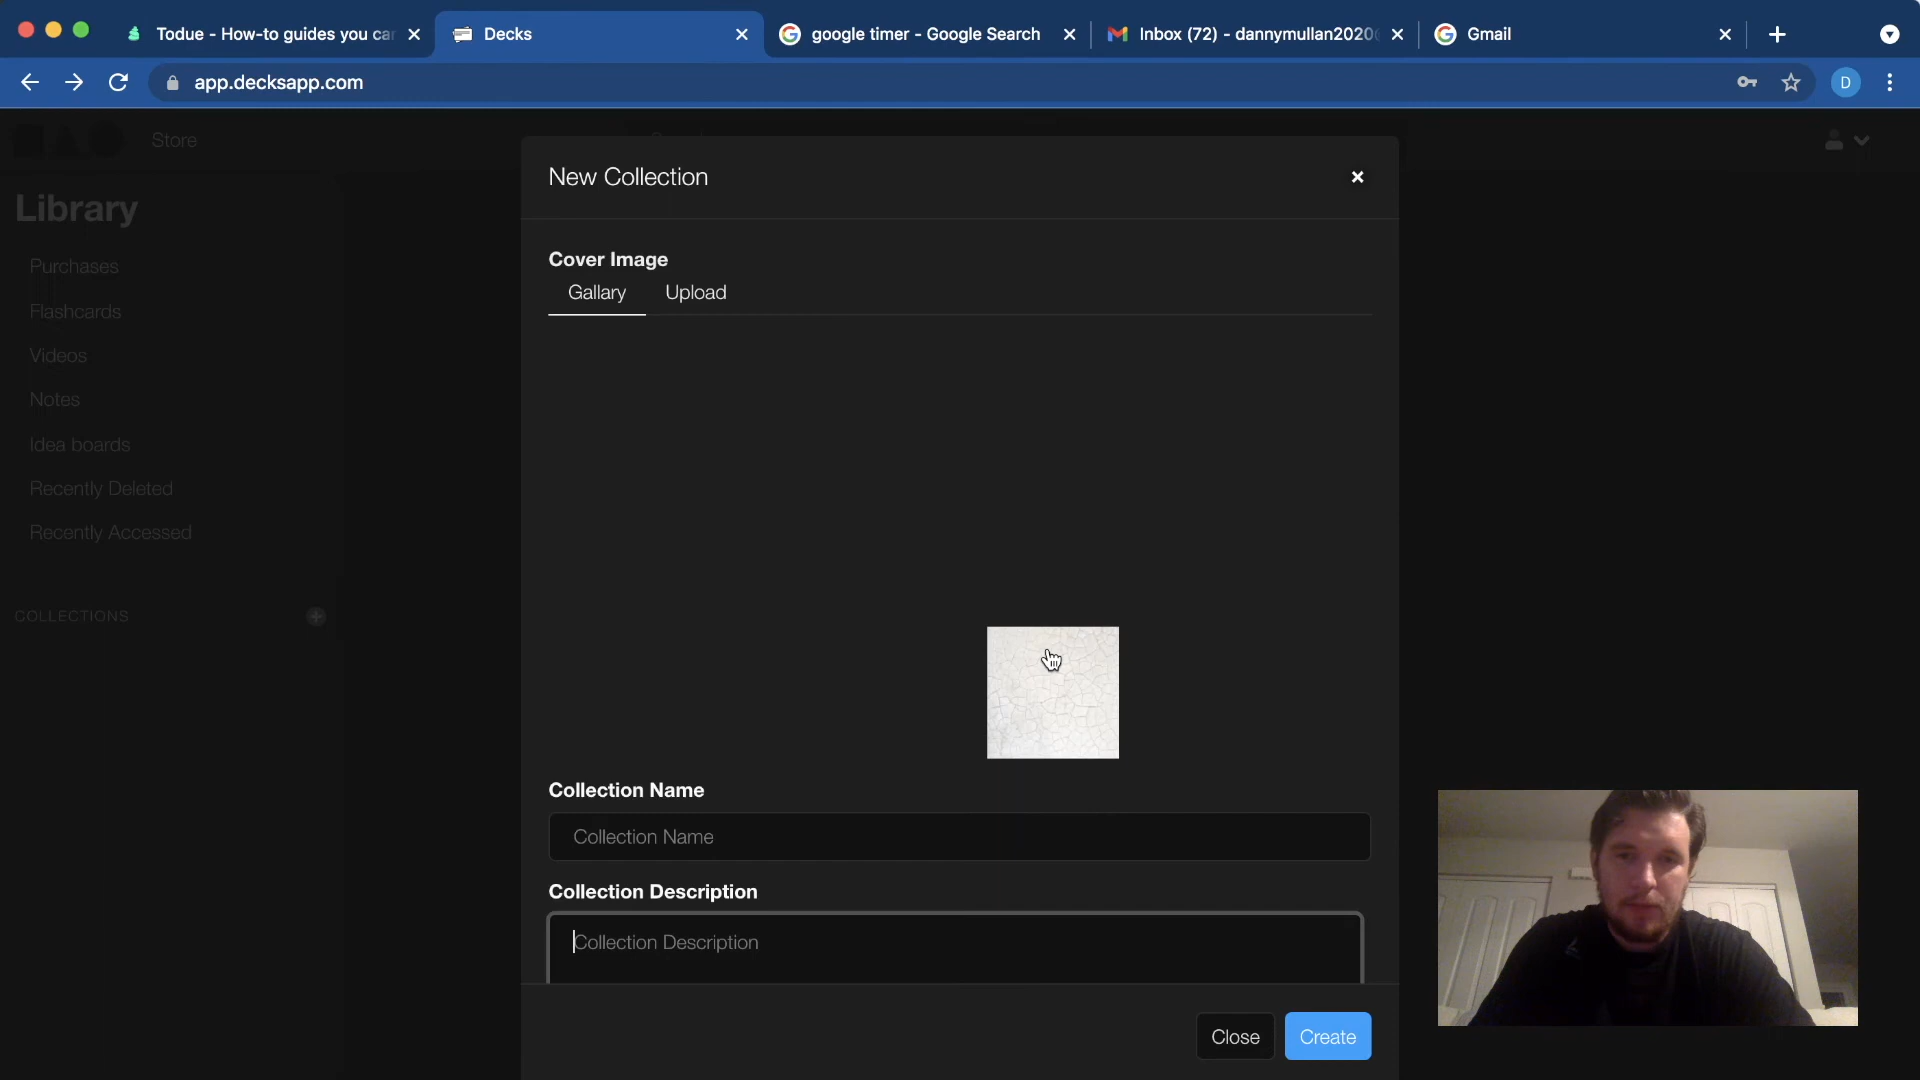 Todue - How-to guides you car
Decks
google timer - Google Search
Inbox (72) - dannymullan2020
Gmail
app.decksapp.com
D
Store
New Collection
Library
Cover Image
Purchases
Gallary
Upload
Flashcards
Videos
Notes
Idea boards
Recently Deleted
Recently Accessed
COLLECTIONS
Collection Name
Collection Name
Collection Description
Collection Description
Close
Create